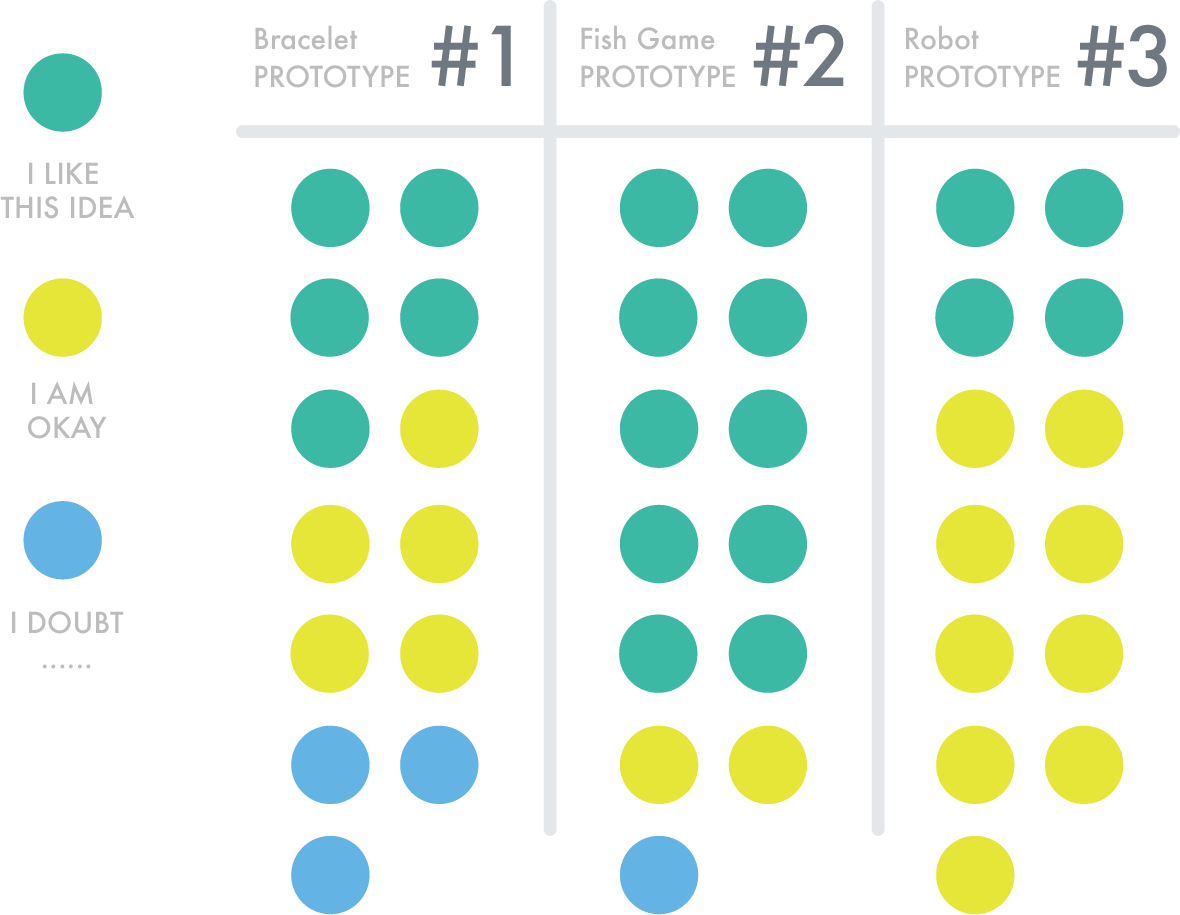 Bracelet
PROTOTYPE #1
Fish Game
PROTOTYPE #2
Robot
PROTOTYPE #3
I LIKE
THIS IDEA
I AM
OKAY
I DOUBT
......